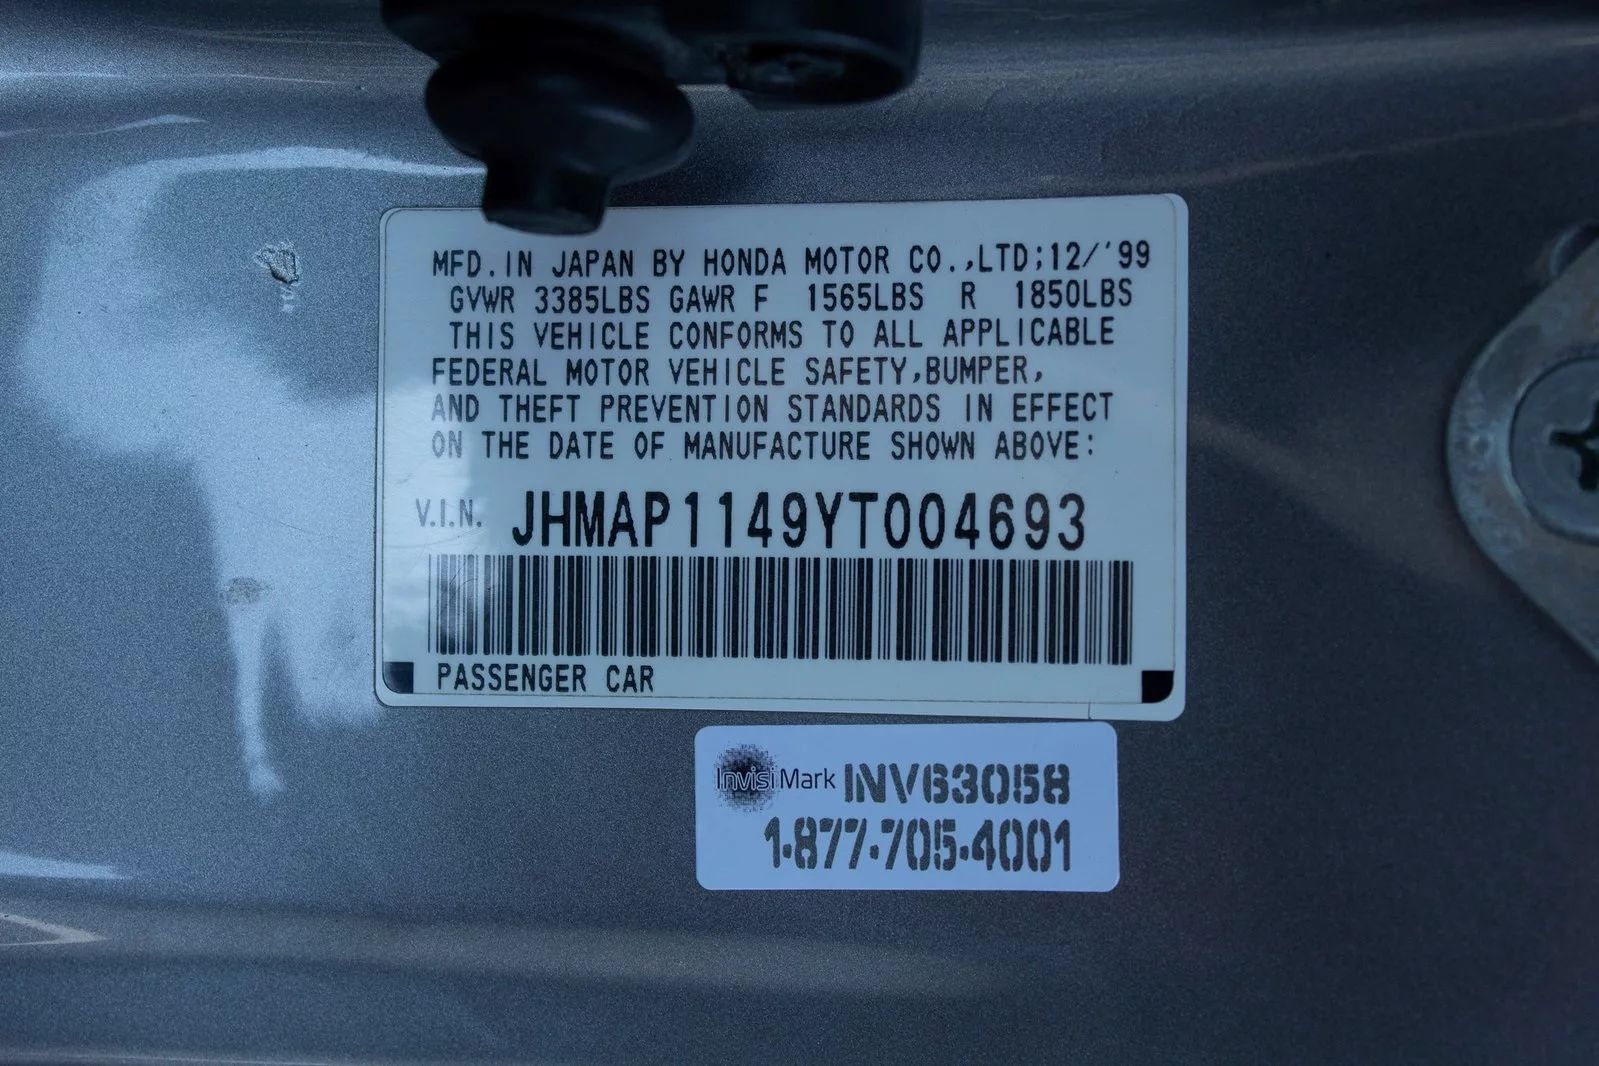 MFD.IN JAPAN BY HONDA MOTOR CO.,LTD;12/'99
GVWR 3385LBS GAWR F 1565LBS R 1850LBS
THIS VEHICLE CONFORMS TO ALL APPLICABLE
FEDERAL MOTOR VEHICLE SAFETY,BUMPER,
AND THEFT PREVENTION STANDARDS IN EFFECT
ON THE DATE OF MANUFACTURE SHOWN ABOVE:
V.I.N. JHMAP1149YT004693
PASSENGER CAR
InvisiMark INV63058
1-877-705-4001